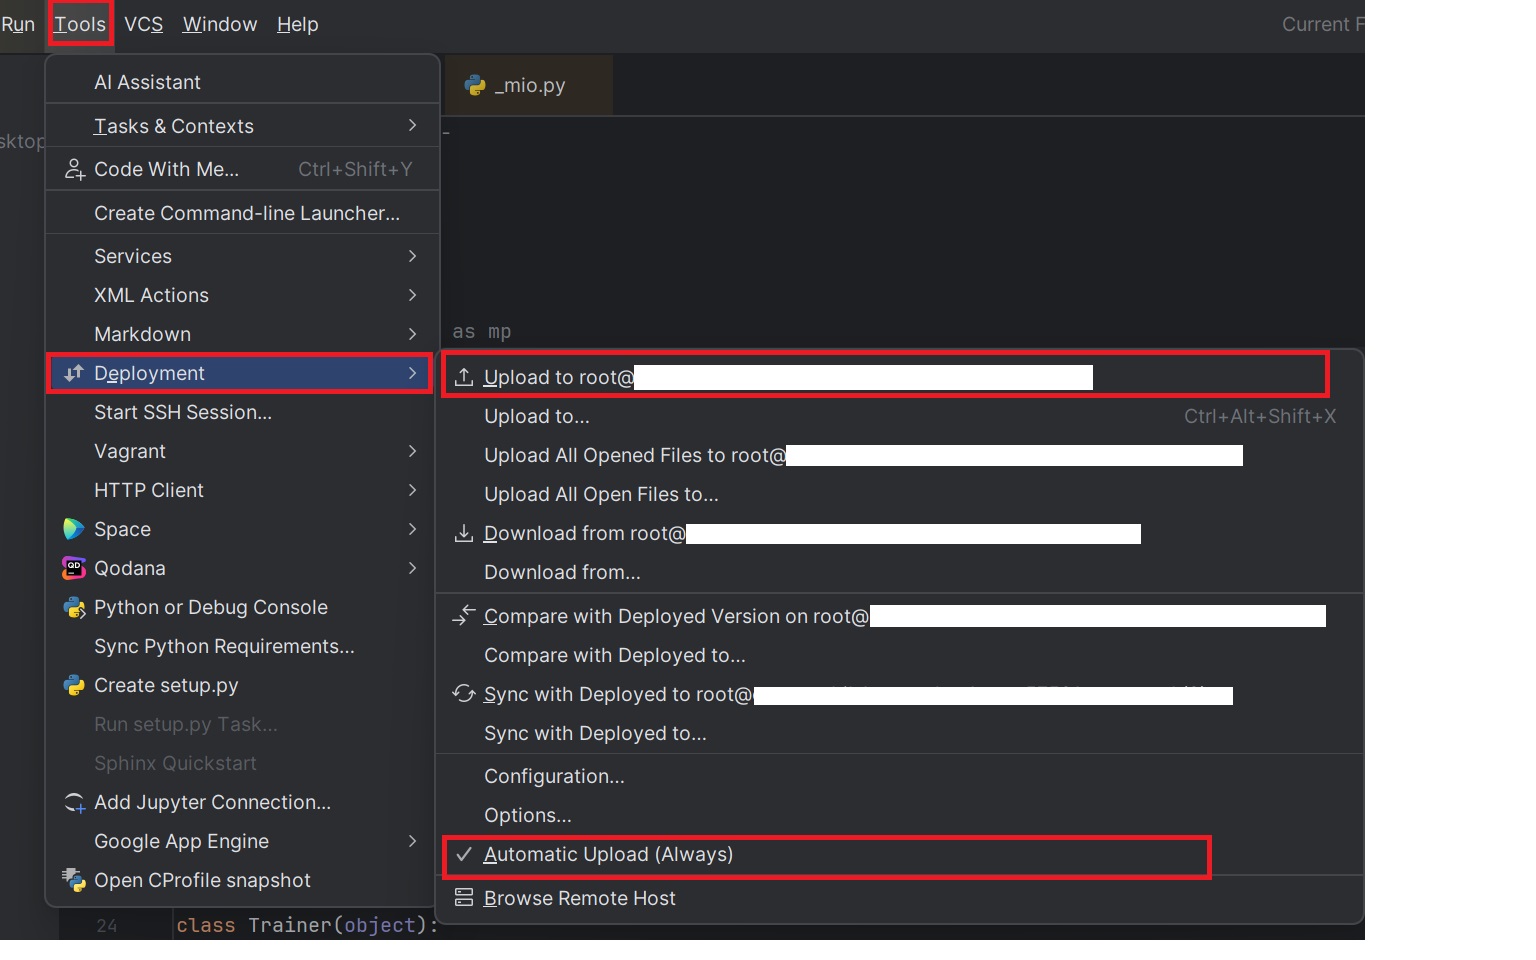 Run Tools VCS Window Help Current F
AI Assistant
_mio.py
Tasks & Contexts
sktop
Code With Me... Ctrl+Shift+Y
Create Command-line Launcher...
Services
XML Actions
Markdown
as mp
Deployment
Start SSH Session...
Vagrant
HTTP Client
Space
Qodana
Python or Debug Console
Sync Python Requirements...
Create setup.py
Run setup.py Task...
Sphinx Quickstart
Add Jupyter Connection...
Google App Engine
Open CProfile snapshot
Upload to root@
Upload to... Ctrl+Alt+Shift+X
Upload All Opened Files to root@
Upload All Open Files to...
Download from root@
Download from...
Compare with Deployed Version on root@
Compare with Deployed to...
Sync with Deployed to root@
Sync with Deployed to...
Configuration...
Options...
Automatic Upload (Always)
Browse Remote Host
24 class Trainer(object):